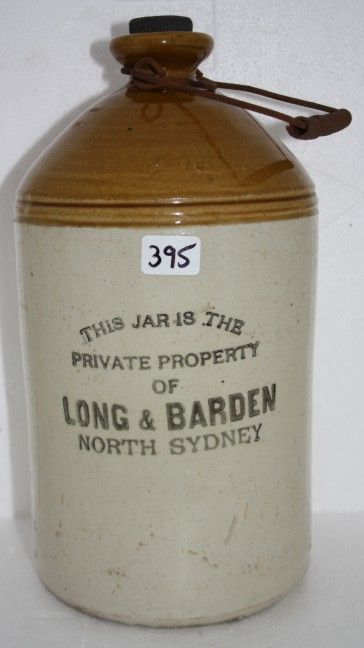 395
THIS JAR IS THE
PRIVATE PROPERTY
OF
LONG & BARDEN
NORTH SYDNEY